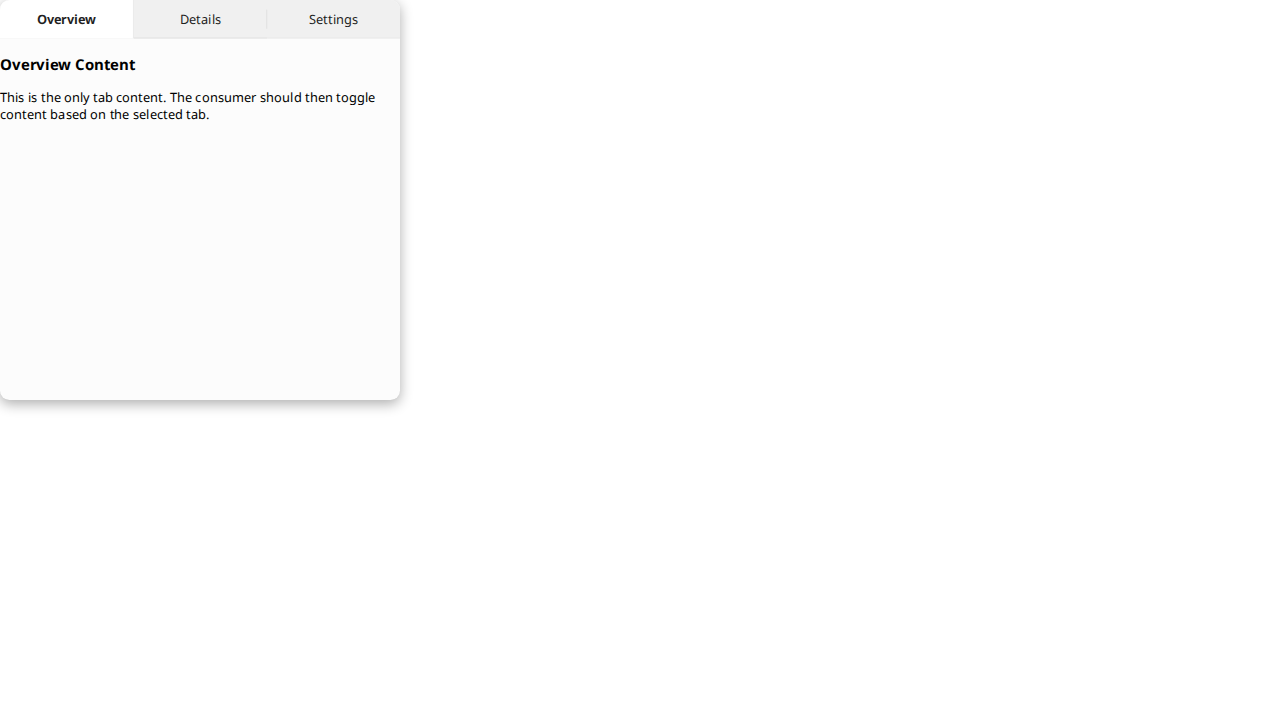 Overview Details Settings
Overview Content
This is the only tab content. The consumer should then toggle
content based on the selected tab.